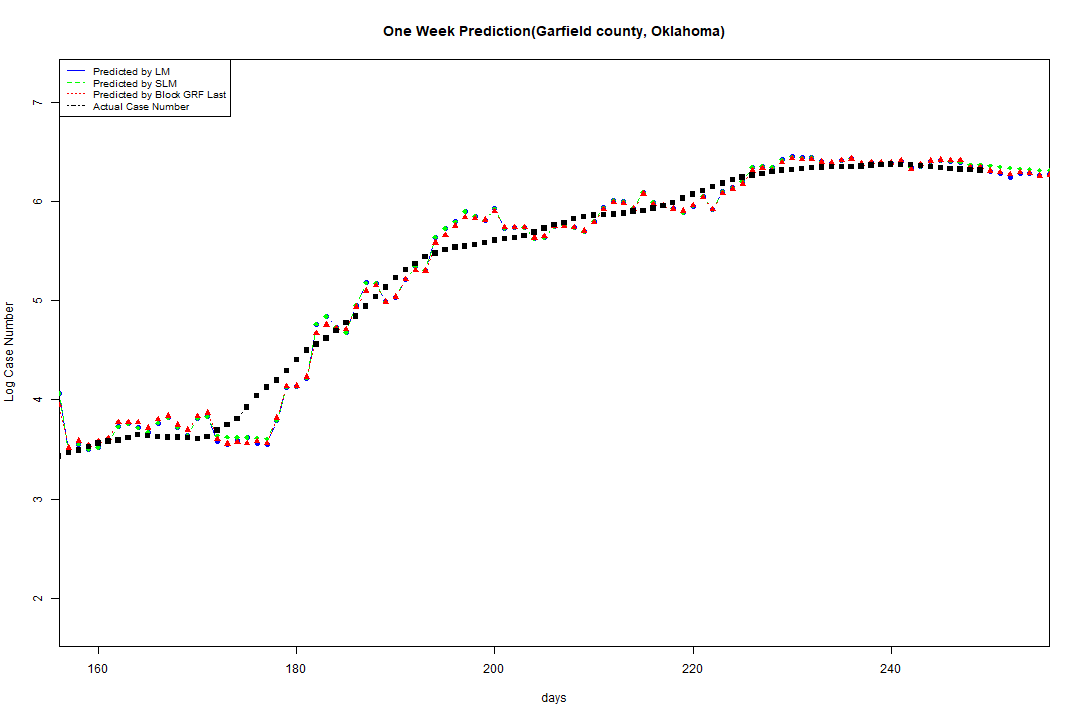 One Week Prediction(Garfield county, Oklahoma)
Predicted by LM
Predicted by SLM
Predicted by Block GRF Last
Actual Case Number
7
6
5
4
3
2
Log Case Number
160 180 200 220 240
days